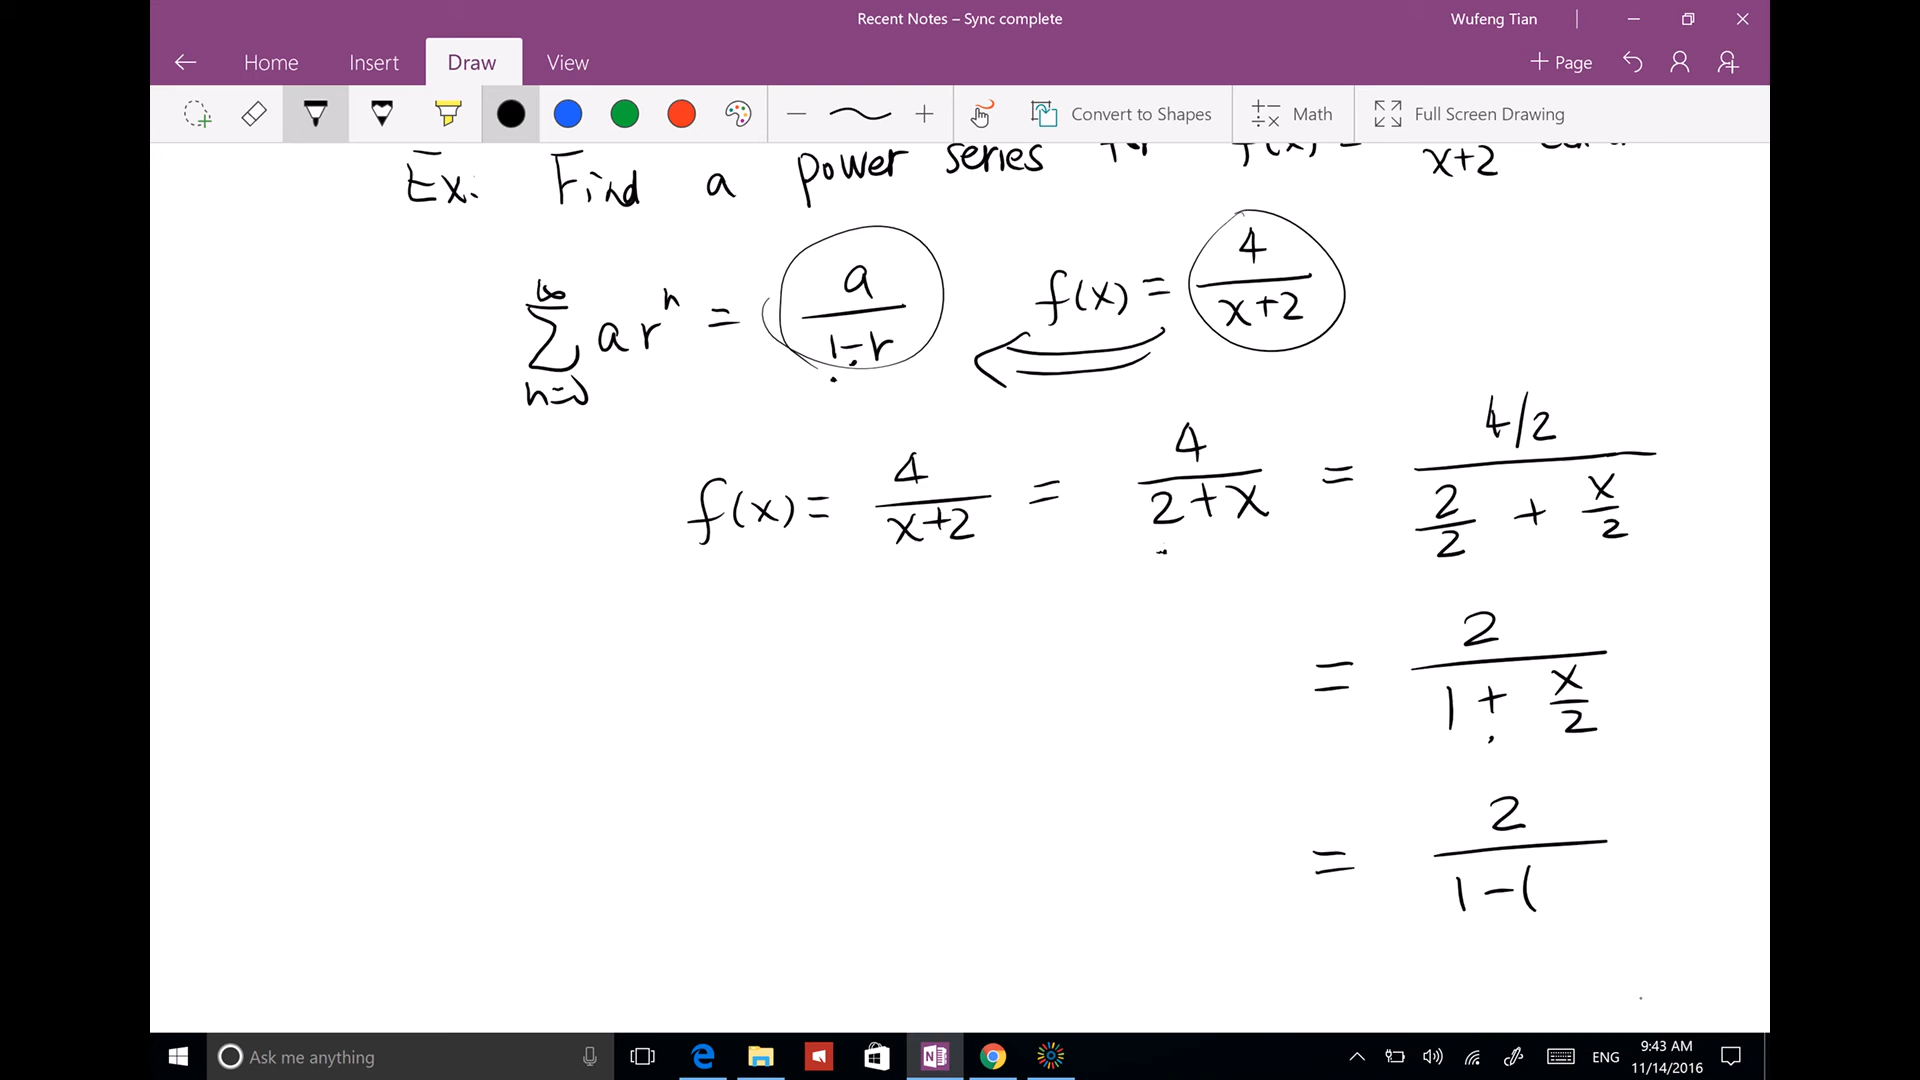 Recent Notes – Sync complete
Wufeng Tian
Home Insert Draw View
Page
Convert to Shapes
Math
Full Screen Drawing
Ex: Find a power series f(x) = x+2
∞
∑ a rⁿ = a/(1-r) f(x) = 4/(x+2)
n=0
f(x) = 4/(x+2) = 4/(2+x) = (4/2)/(2/2 + x/2)
= 2/(1 + x/2)
= 2/(1-(
Ask me anything
ENG
9:43 AM
11/14/2016